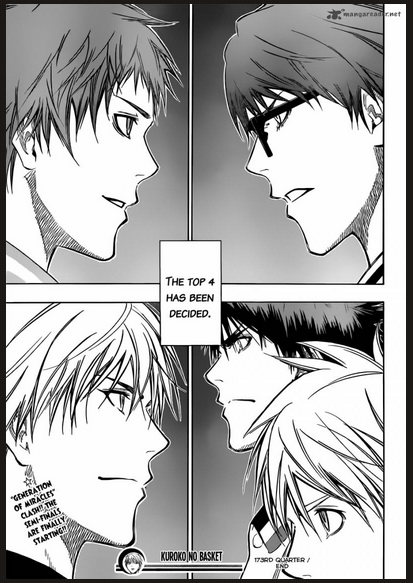 mangareader.net
THE TOP 4
HAS BEEN
DECIDED.
"GENERATION
OF MIRACLES"
CLASH!! THE
SEMI-FINALS
ARE FINALLY
STARTING!!
KUROKO NO BASKET
173RD QUARTER /
END